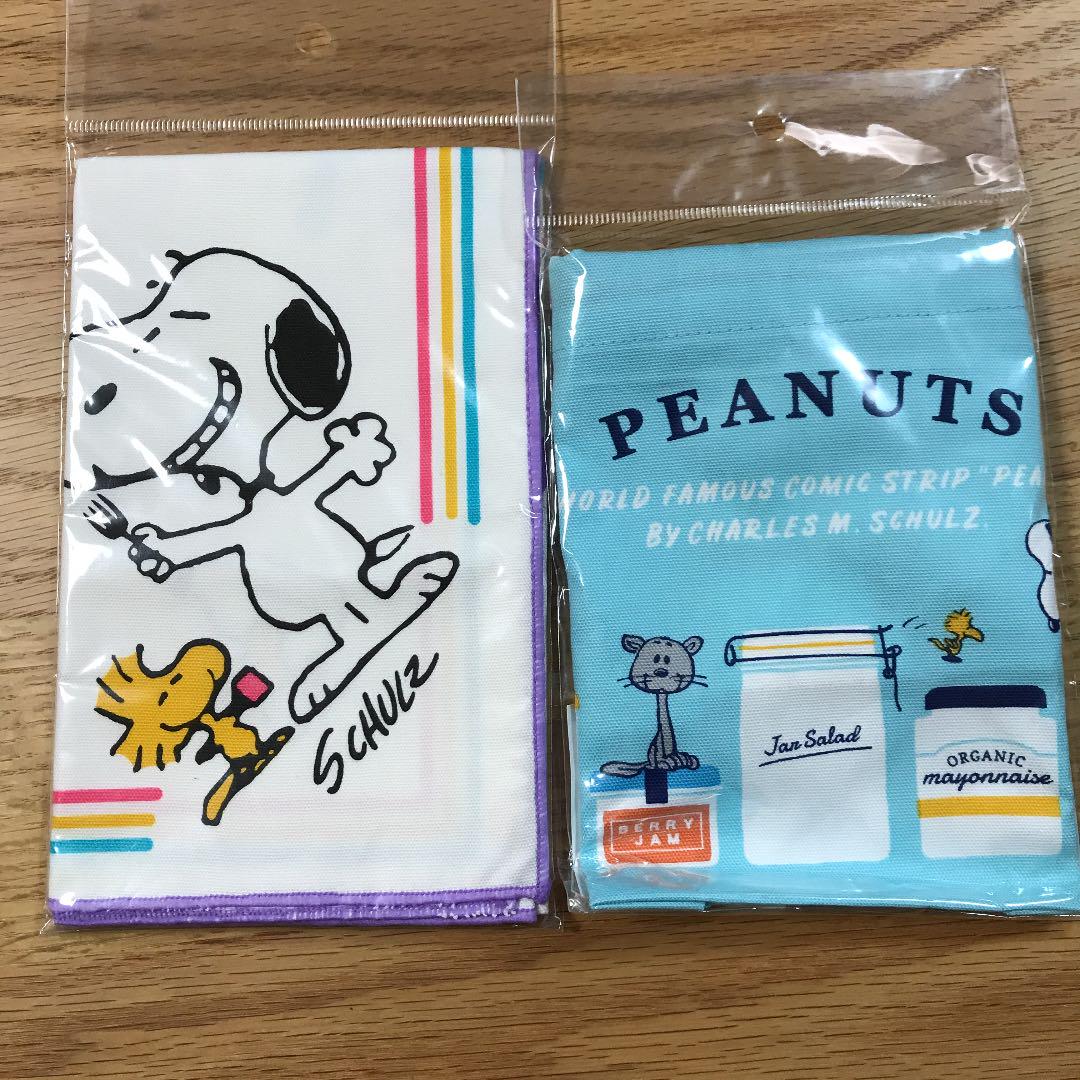 SCHULZ
PEANUTS
WORLD FAMOUS COMIC STRIP "PEA
BY CHARLES M. SCHULZ.
Jar Salad
ORGANIC
mayonnaise
BERRY
JAM